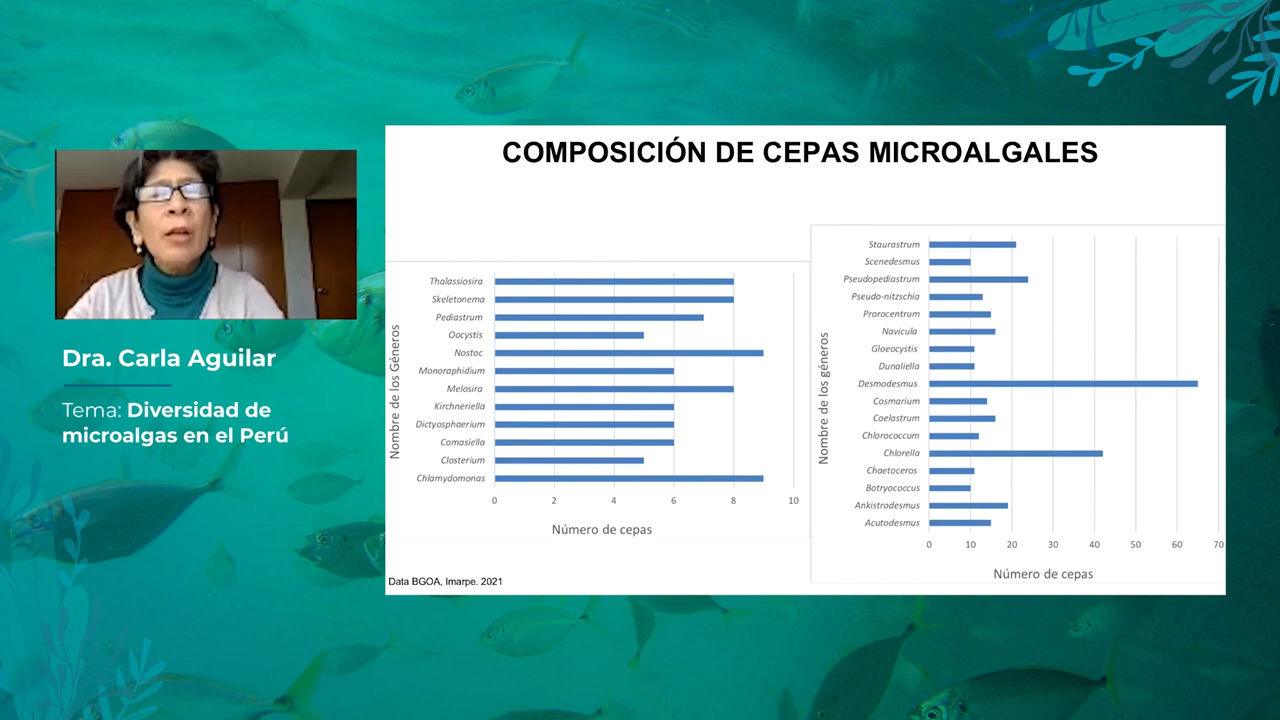 COMPOSICIÓN DE CEPAS MICROALGALES
Dra. Carla Aguilar
Tema: Diversidad de
microalgas en el Perú
Nombre de los Géneros
Thalassiosira
Skeletonema
Pediastrum
Oocystis
Nostoc
Monoraphidium
Melosira
Kirchneriella
Dictyosphaerium
Comasiella
Closterium
Chlamydomonas
0 2 4 6 8 10
Número de cepas
Nombre de los géneros
Staurastrum
Scenedesmus
Pseudopediastrum
Pseudo-nitzschia
Prorocentrum
Navicula
Gloeocystis
Dunaliella
Desmodesmus
Cosmarium
Coelastrum
Chlorococcum
Chlorella
Chaetoceros
Botryococcus
Ankistrodesmus
Acutodesmus
0 10 20 30 40 50 60 70
Número de cepas
Data BGOA, Imarpe. 2021